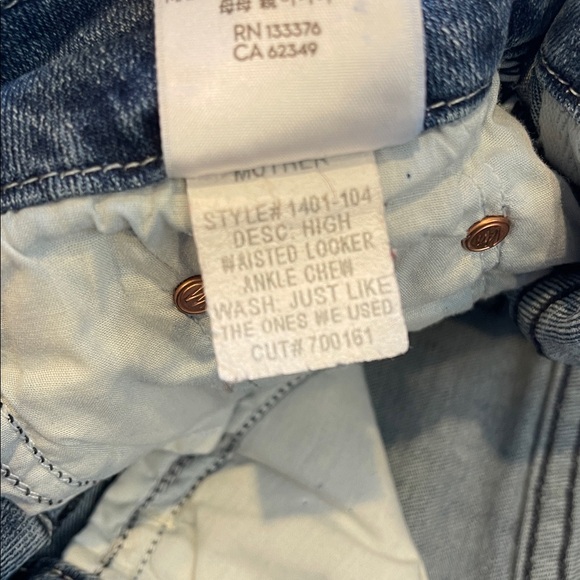 RN 133376
CA 62349
MOTHER
STYLE# 1401-104
DESC: HIGH
WAISTED LOOKER
ANKLE CHEW
WASH: JUST LIKE
THE ONES WE USED
CUT# 700161